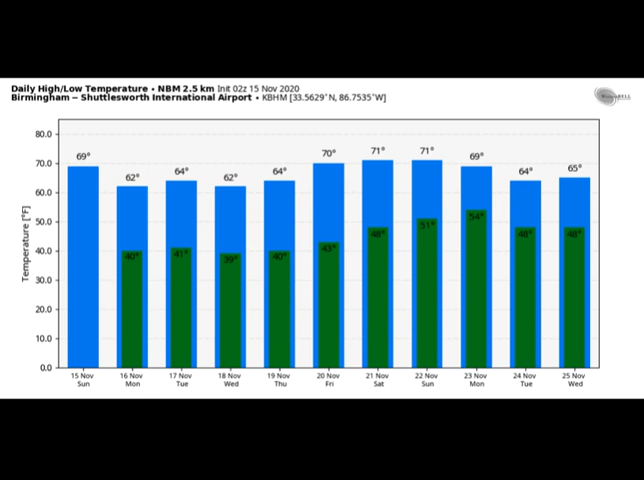 Daily High/Low Temperature • NBM 2.5 km Init 02z 15 Nov 2020
Birmingham − Shuttlesworth International Airport • KBHM [33.5629°N, 86.7535°W]
80.0
70.0
60.0
50.0
40.0
30.0
20.0
10.0
0.0
Temperature [°F]
69° 62° 64° 62° 64° 70° 71° 71° 69° 64° 65°
40° 41° 39° 40° 43° 48° 51° 54° 48° 48°
15 Nov 16 Nov 17 Nov 18 Nov 19 Nov 20 Nov 21 Nov 22 Nov 23 Nov 24 Nov 25 Nov
Sun Mon Tue Wed Thu Fri Sat Sun Mon Tue Wed